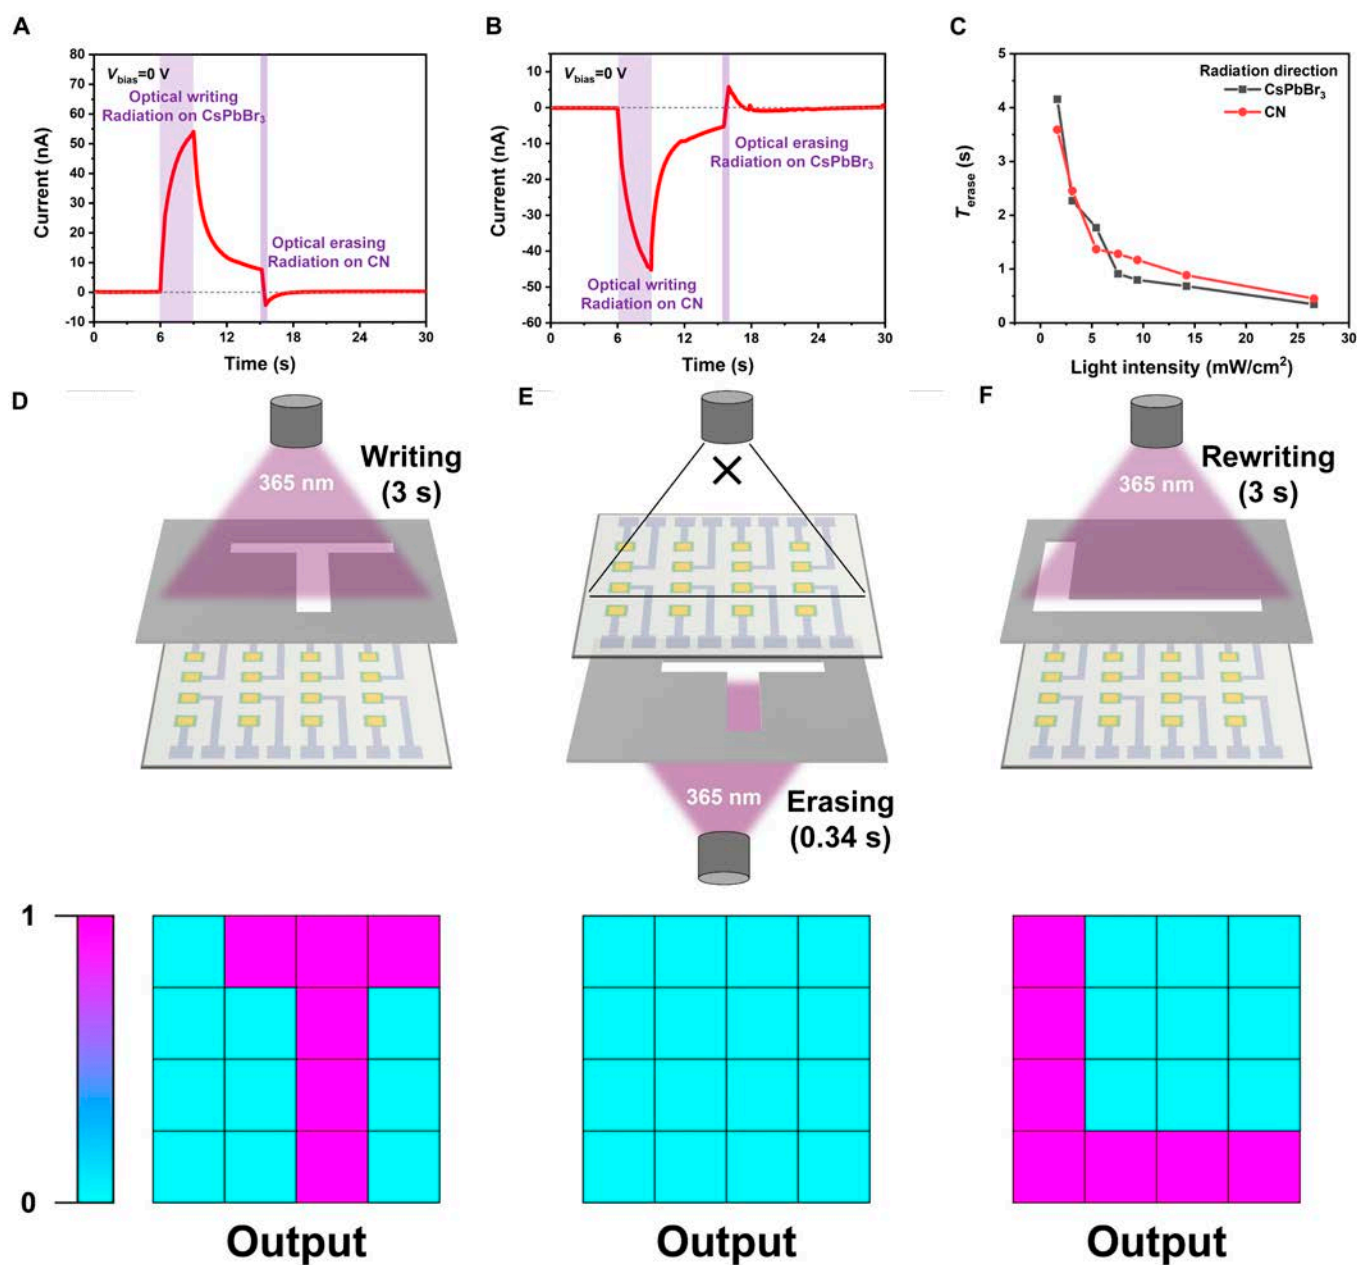 A
80
70
60
50
40
30
20
10
0
-10
Current (nA)
V_bias=0 V
Optical writing
Radiation on CsPbBr₃
Optical erasing
Radiation on CN
0 6 12 18 24 30
Time (s)
B
10
0
-10
-20
-30
-40
-50
-60
Current (nA)
V_bias=0 V
Optical erasing
Radiation on CsPbBr₃
Optical writing
Radiation on CN
0 6 12 18 24 30
Time (s)
C
5
4
3
2
1
0
T_erase (s)
Radiation direction
CsPbBr₃
CN
0 5 10 15 20 25 30
Light intensity (mW/cm²)
D
Writing
(3 s)
365 nm
E
365 nm
Erasing
(0.34 s)
F
Rewriting
(3 s)
365 nm
1
0
Output
Output
Output